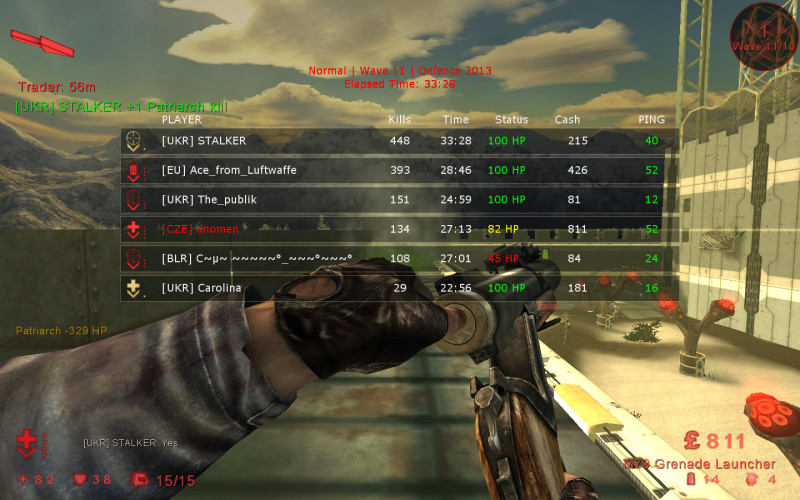 1
Wave 11/10
Normal | Wave 11 | Defence 2013
Elapsed Time: 33:28
Trader: 56m
[UKR] STALKER +1 Patriarch kill
PLAYER Kills Time Status Cash PING
[UKR] STALKER 448 33:28 100 HP 215 40
[EU] Ace_from_Luftwaffe 393 28:46 100 HP 426 52
[UKR] The_publik 151 24:59 100 HP 81 12
[CZE] Gnomen 134 27:13 82 HP 811 52
[BLR] C~µ~ ~~~~~°_~~~°~~~° 108 27:01 45 HP 84 24
[UKR] Carolina 29 22:56 100 HP 181 16
Patriarch -329 HP
[UKR] STALKER: Yes
£ 811
M79 Grenade Launcher
82 38 15/15 14 4